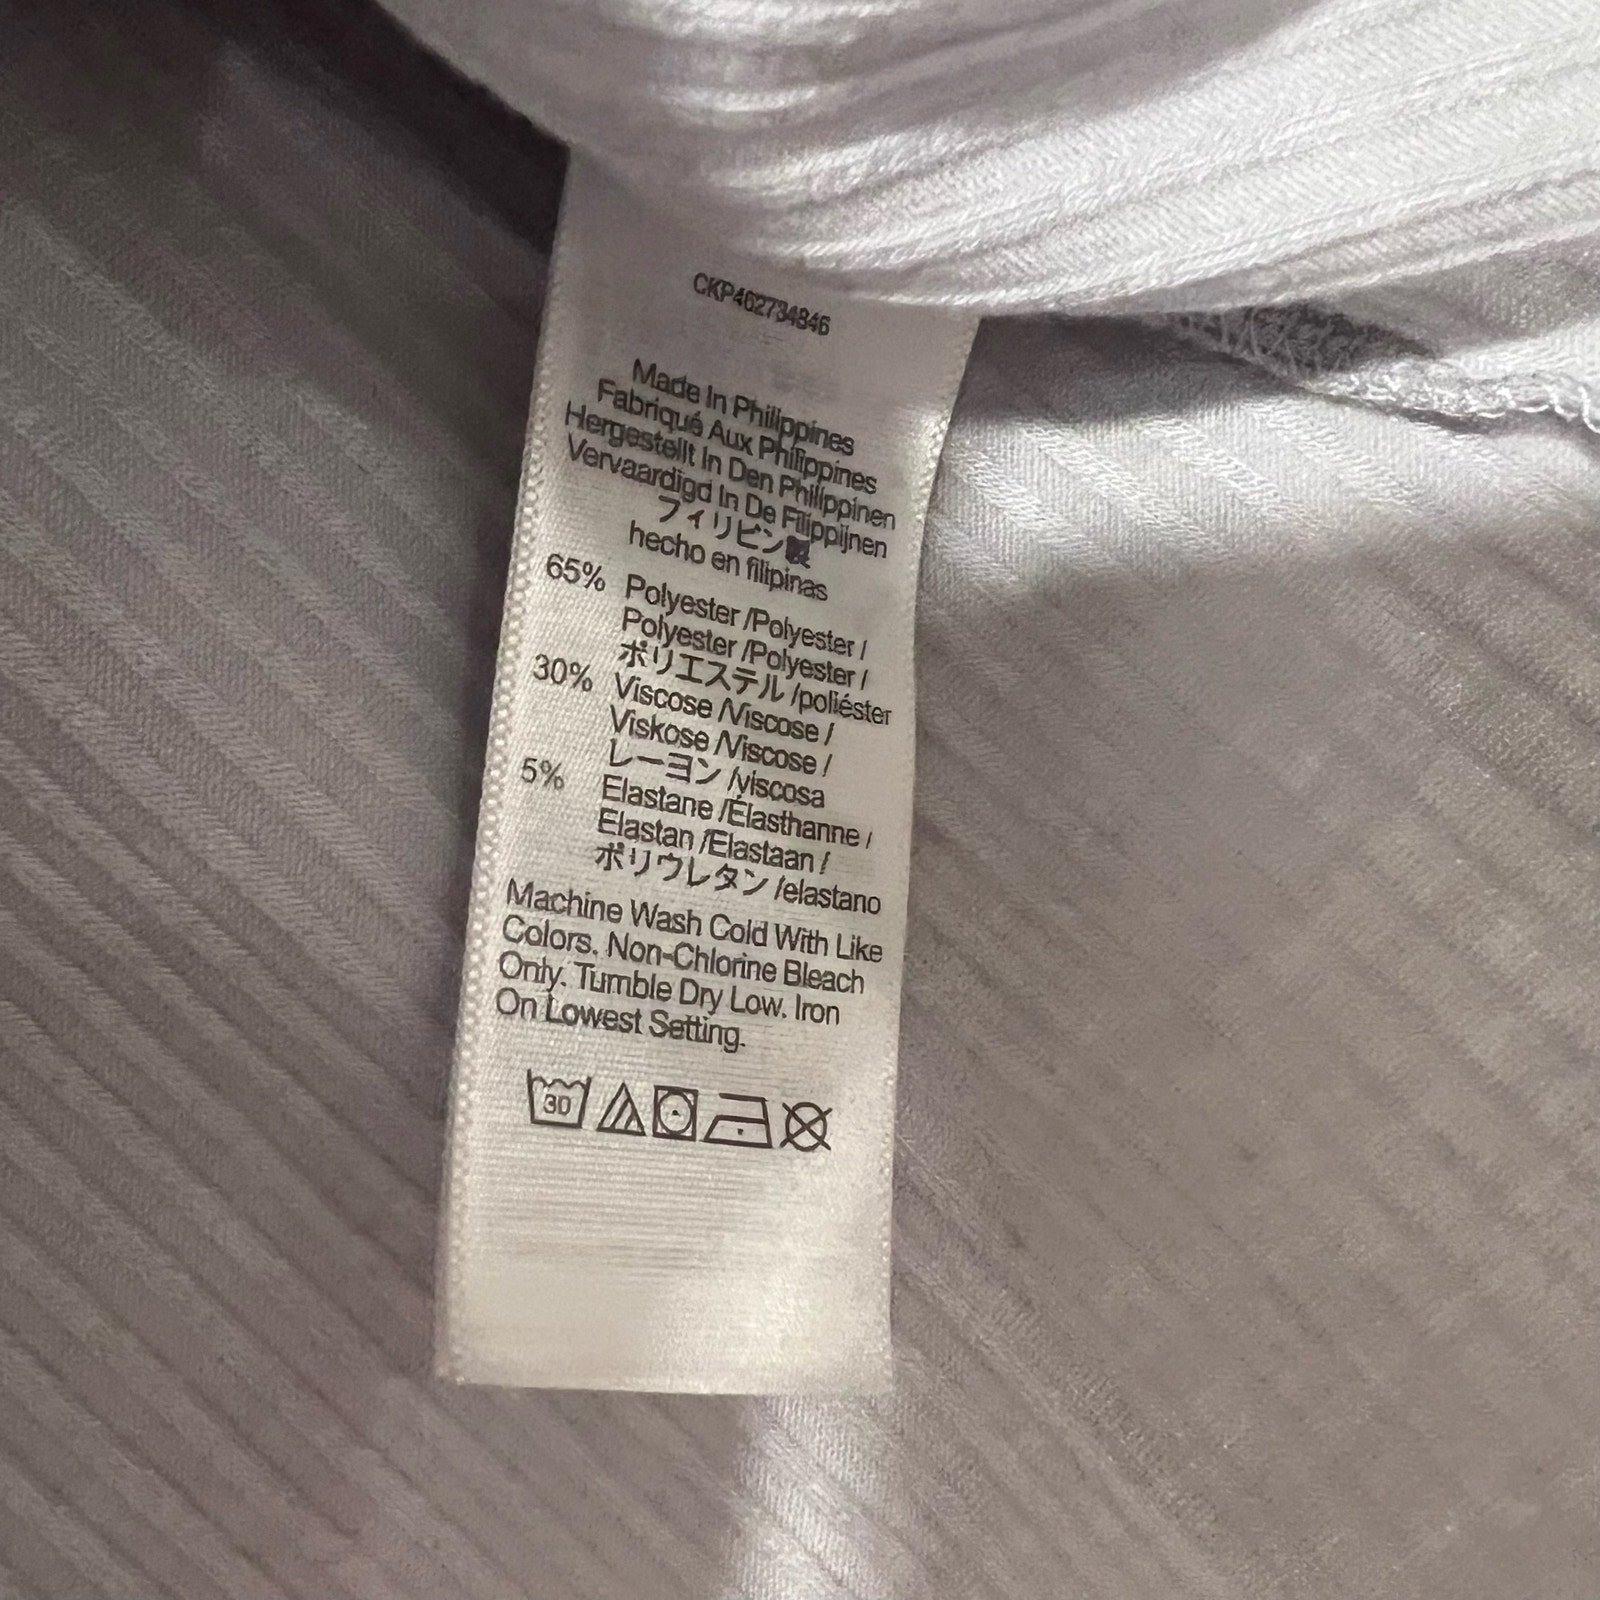 CKP462734846
Made In Philippines
Fabriqué Aux Philippines
Hergestellt In Den Philippinen
Vervaardigd In De Filippijnen
フィリピン製
hecho en filipinas
65% Polyester /Polyester /
Polyester /Polyester /
ポリエステル /poliéster
30% Viscose /Viscose /
Viskose /Viscose /
レーヨン /viscosa
5% Elastane /Élasthanne /
Elastan /Elastaan /
ポリウレタン /elastano
Machine Wash Cold With Like
Colors. Non-Chlorine Bleach
Only. Tumble Dry Low. Iron
On Lowest Setting.
30